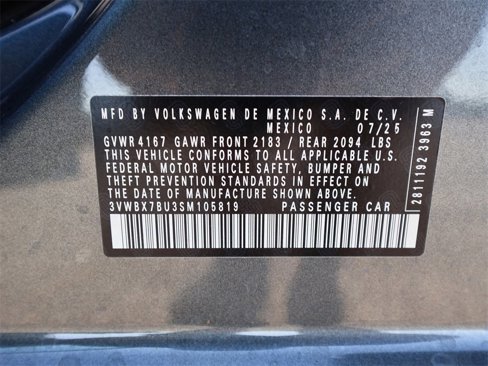 MFD BY VOLKSWAGEN DE MEXICO S.A. DE C.V.
MEXICO 07/25
GVWR4167 GAWR FRONT 2183 / REAR 2094 LBS
THIS VEHICLE CONFORMS TO ALL APPLICABLE U.S.
FEDERAL MOTOR VEHICLE SAFETY, BUMPER AND
THEFT PREVENTION STANDARDS IN EFFECT ON
THE DATE OF MANUFACTURE SHOWN ABOVE.
3VWBX7BU3SM105819 PASSENGER CAR
2811192 3963 M